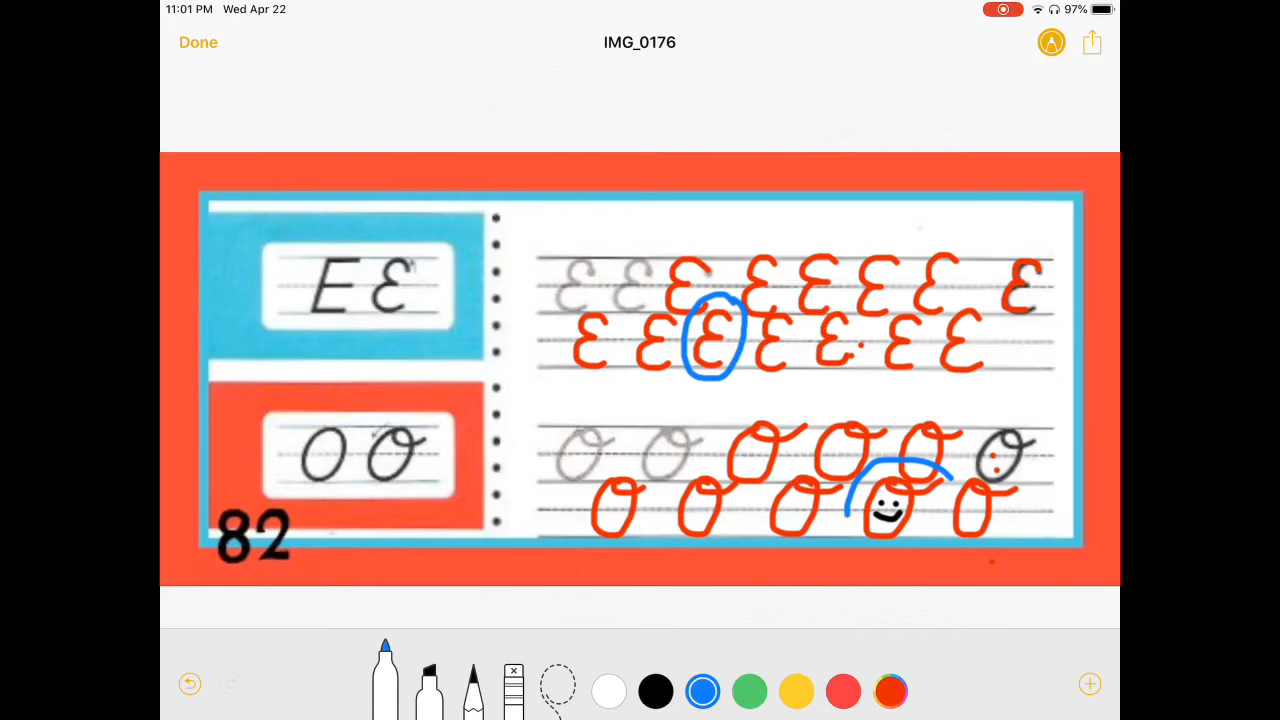 11:01 PM Wed Apr 22 97%
Done IMG_0176
E E
E E E E E E E E
E E E E E E E
O O
O O O O O O
O O O O O
82